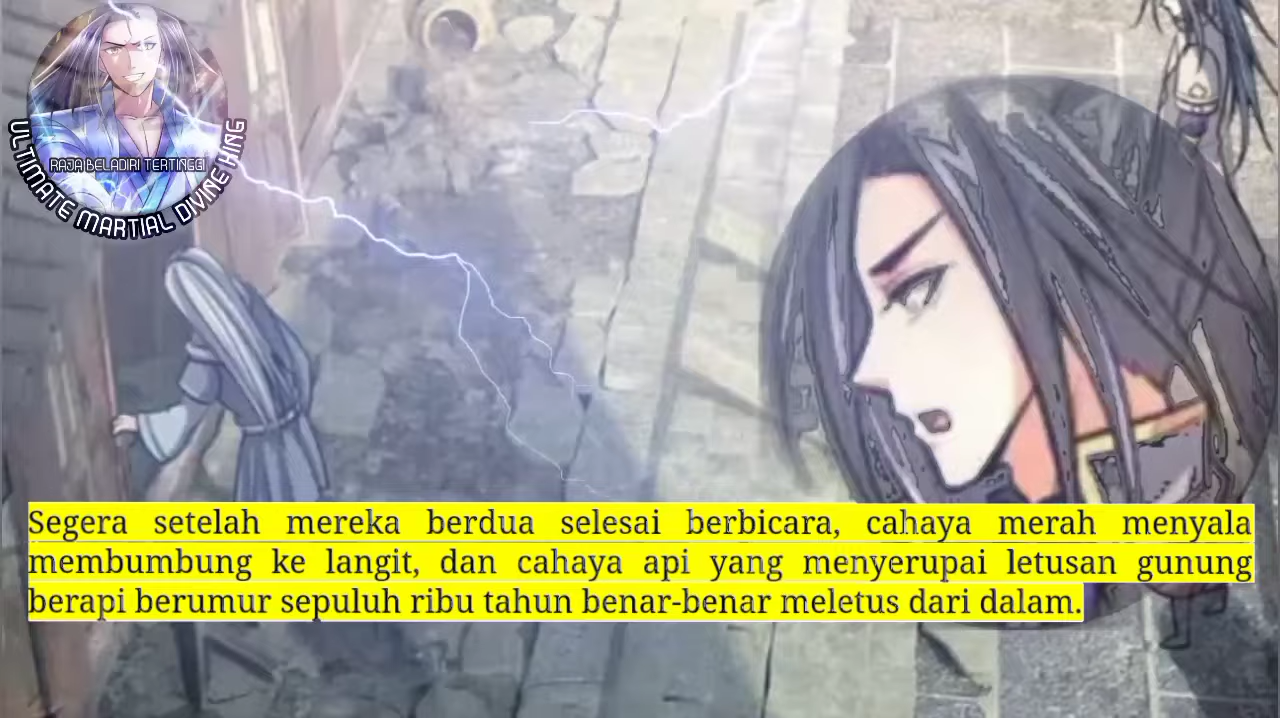 RAJA BELADIRI TERTINGGI
ULTIMATE MARTIAL DIVINE KING
Segera setelah mereka berdua selesai berbicara, cahaya merah menyala
membumbung ke langit, dan cahaya api yang menyerupai letusan gunung
berapi berumur sepuluh ribu tahun benar-benar meletus dari dalam.